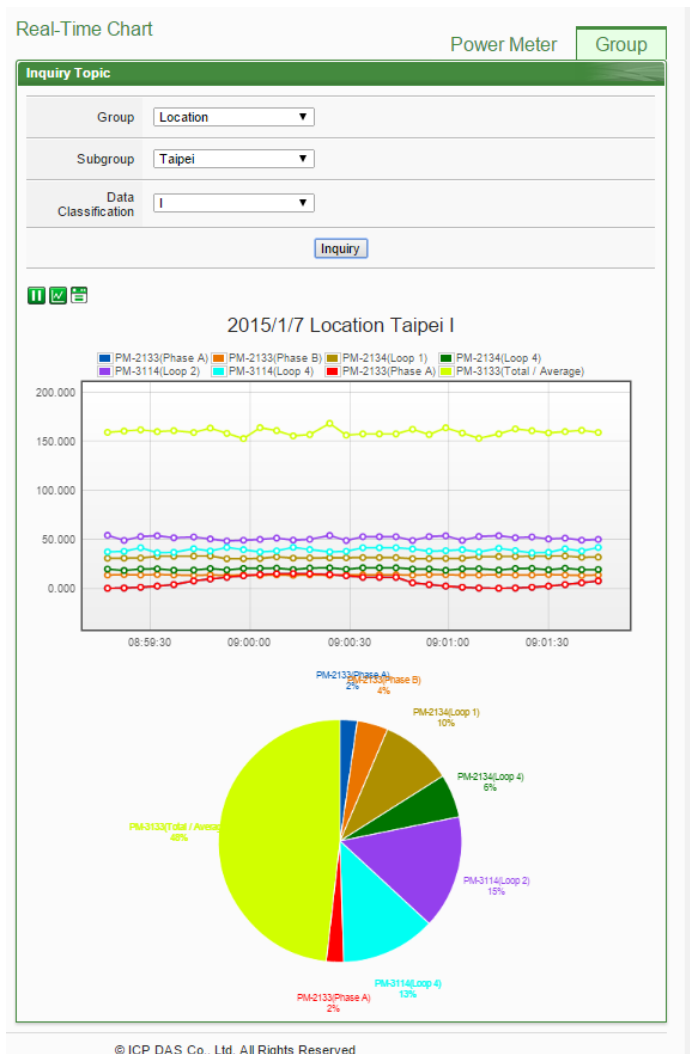 Real-Time Chart
Power Meter Group
Inquiry Topic
Group Location
Subgroup Taipei
Data Classification I
Inquiry
2015/1/7 Location Taipei I
PM-2133(Phase A) PM-2133(Phase B) PM-2134(Loop 1) PM-2134(Loop 4)
PM-3114(Loop 2) PM-3114(Loop 4) PM-2133(Phase A) PM-3133(Total / Average)
200.000
150.000
100.000
50.000
0.000
08:59:30 09:00:00 09:00:30 09:01:00 09:01:30
PM-2133(Phase A)
2%
PM-2133(Phase B)
4%
PM-2134(Loop 1)
10%
PM-2134(Loop 4)
6%
PM-3133(Total / Averag
48%
PM-3114(Loop 2)
15%
PM-3114(Loop 4)
13%
PM-2133(Phase A)
2%
© ICP DAS Co., Ltd. All Rights Reserved